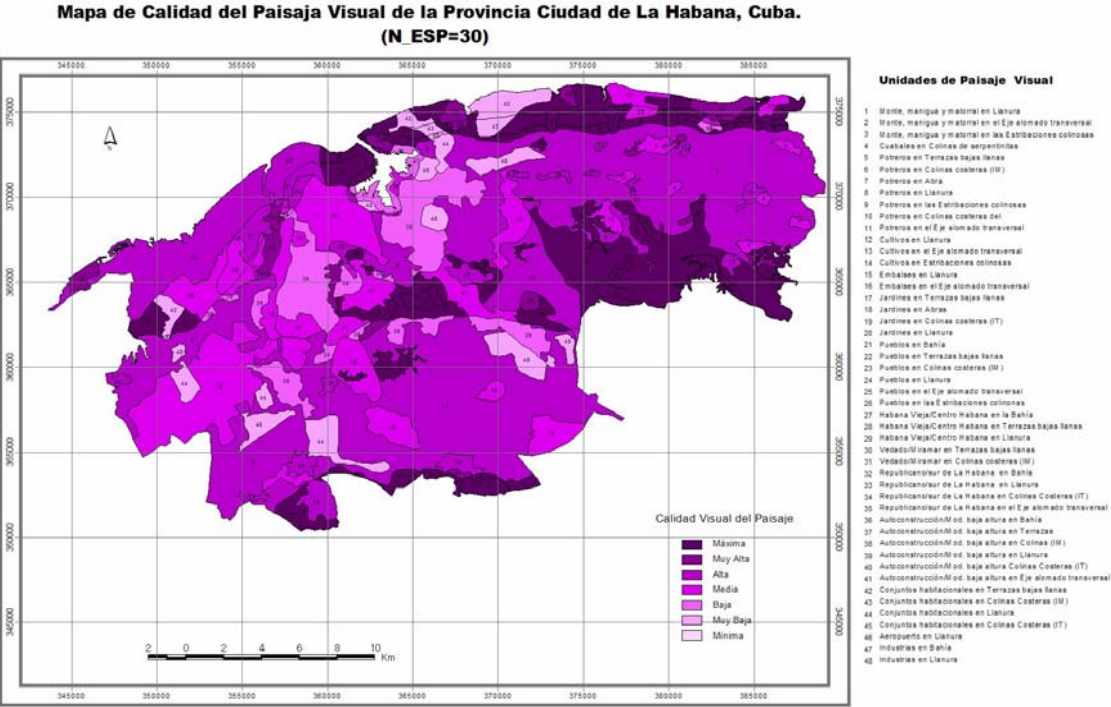 Mapa de Calidad del Paisaje Visual de la Provincia Ciudad de La Habana, Cuba.
(N_ESP=30)
345000 350000 355000 360000 365000 370000 375000 380000 385000
375000
370000
365000
360000
355000
350000
345000
N
375000
370000
365000
360000
355000
350000
345000
Calidad Visual del Paisaje
Máxima
Muy Alta
Alta
Media
Baja
Muy Baja
Mínima
2 0 2 4 6 8 10
Km
345000 350000 355000 360000 365000 370000 375000 380000 385000
Unidades de Paisaje Visual
1 Monte, manigua y matorral en Llanura
2 Monte, manigua y matorral en el Eje alomado transversal
3 Monte, manigua y matorral en las Estribaciones colinosas
4 Cuabales en Colinas de serpentinitas
5 Potreros en Terrazas bajas llanas
6 Potreros en Colinas costeras (IM)
7 Potreros en Abra
8 Potreros en Llanura
9 Potreros en las Estribaciones colinosas
10 Potreros en Colinas costeras del
11 Potreros en el Eje alomado transversal
12 Cultivos en Llanura
13 Cultivos en el Eje alomado transversal
14 Cultivos en Estribaciones colinosas
15 Embalses en Llanura
16 Embalses en el Eje alomado transversal
17 Jardines en Terrazas bajas llanas
18 Jardines en Abras
19 Jardines en Colinas costeras (IT)
20 Jardines en Llanura
21 Pueblos en Bahía
22 Pueblos en Terrazas bajas llanas
23 Pueblos en Colinas costeras (IM)
24 Pueblos en Llanura
25 Pueblos en el Eje alomado transversal
26 Pueblos en las Estribaciones colinonas
27 Habana Vieja/Centro Habana en la Bahía
28 Habana Vieja/Centro Habana en Terrazas bajas llanas
29 Habana Vieja/Centro Habana en Llanura
30 Vedado/Miramar en Terrazas bajas llanas
31 Vedado/Miramar en Colinas costeras (IM)
32 Republicano/sur de La Habana en Bahía
33 Republicano/sur de La Habana en Llanura
34 Republicano/sur de La Habana en Colinas Costeras (IT)
35 Republicano/sur de La Habana en el Eje alomado transversal
36 Autoconstrucción/Mod. baja altura en Bahía
37 Autoconstrucción/Mod. baja altura en Terrazas
38 Autoconstrucción/Mod. baja altura en Colinas (IM)
39 Autoconstrucción/Mod. baja altura en Llanura
40 Autoconstrucción/Mod. baja altura Colinas Costeras (IT)
41 Autoconstrucción/Mod. baja altura en Eje alomado transversal
42 Conjuntos habitacionales en Terrazas bajas llanas
43 Conjuntos habitacionales en Colinas Costeras (IM)
44 Conjuntos habitacionales en Llanura
45 Conjuntos habitacionales en Colinas Costeras (IT)
46 Aeropuerto en Llanura
47 Industrias en Bahía
48 Industrias en Llanura